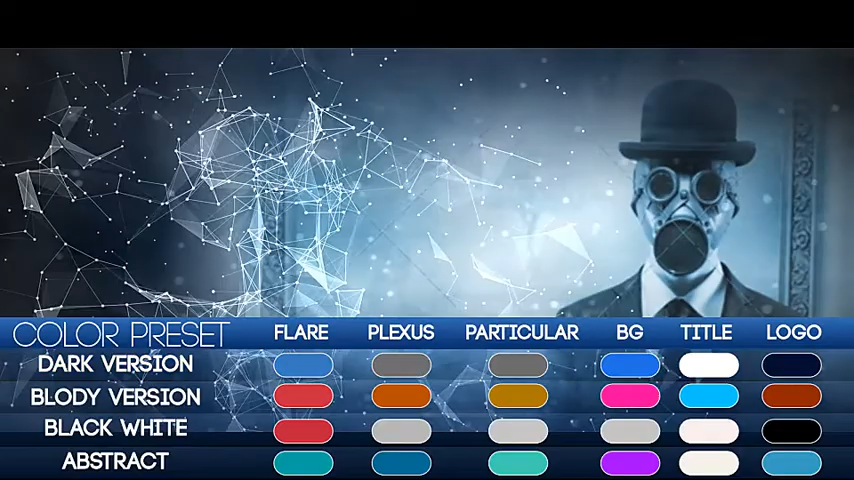 COLOR PRESET FLARE PLEXUS PARTICULAR BG TITLE LOGO
DARK VERSION
BLODY VERSION
BLACK WHITE
ABSTRACT